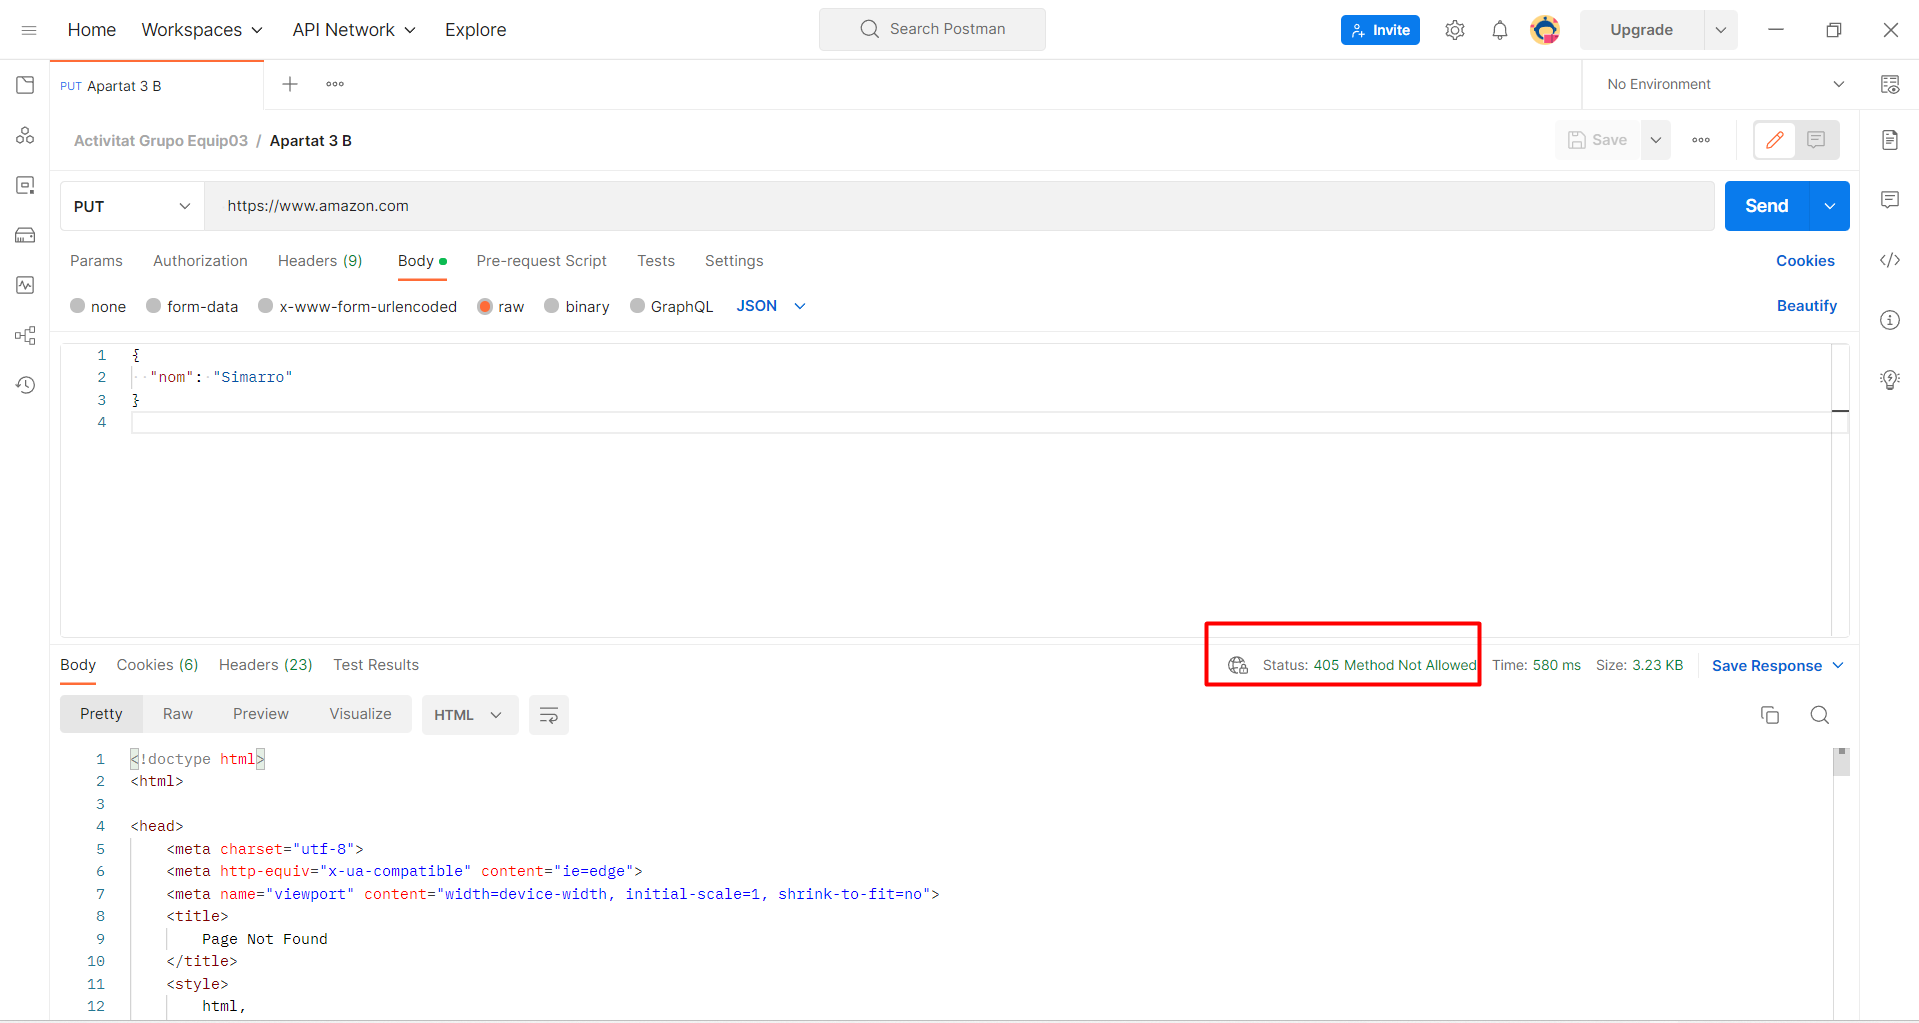 Home Workspaces API Network Explore Search Postman Invite Upgrade
PUT Apartat 3 B No Environment
Activitat Grupo Equip03 / Apartat 3 B Save
PUT https://www.amazon.com Send
Params Authorization Headers (9) Body Pre-request Script Tests Settings Cookies
none form-data x-www-form-urlencoded raw binary GraphQL JSON Beautify
1 {
2 "nom": "Simarro"
3 }
4
Body Cookies (6) Headers (23) Test Results Status: 405 Method Not Allowed Time: 580 ms Size: 3.23 KB Save Response
Pretty Raw Preview Visualize HTML
1 <!doctype html>
2 <html>
3
4 <head>
5 <meta charset="utf-8">
6 <meta http-equiv="x-ua-compatible" content="ie=edge">
7 <meta name="viewport" content="width=device-width, initial-scale=1, shrink-to-fit=no">
8 <title>
9 Page Not Found
10 </title>
11 <style>
12 html,